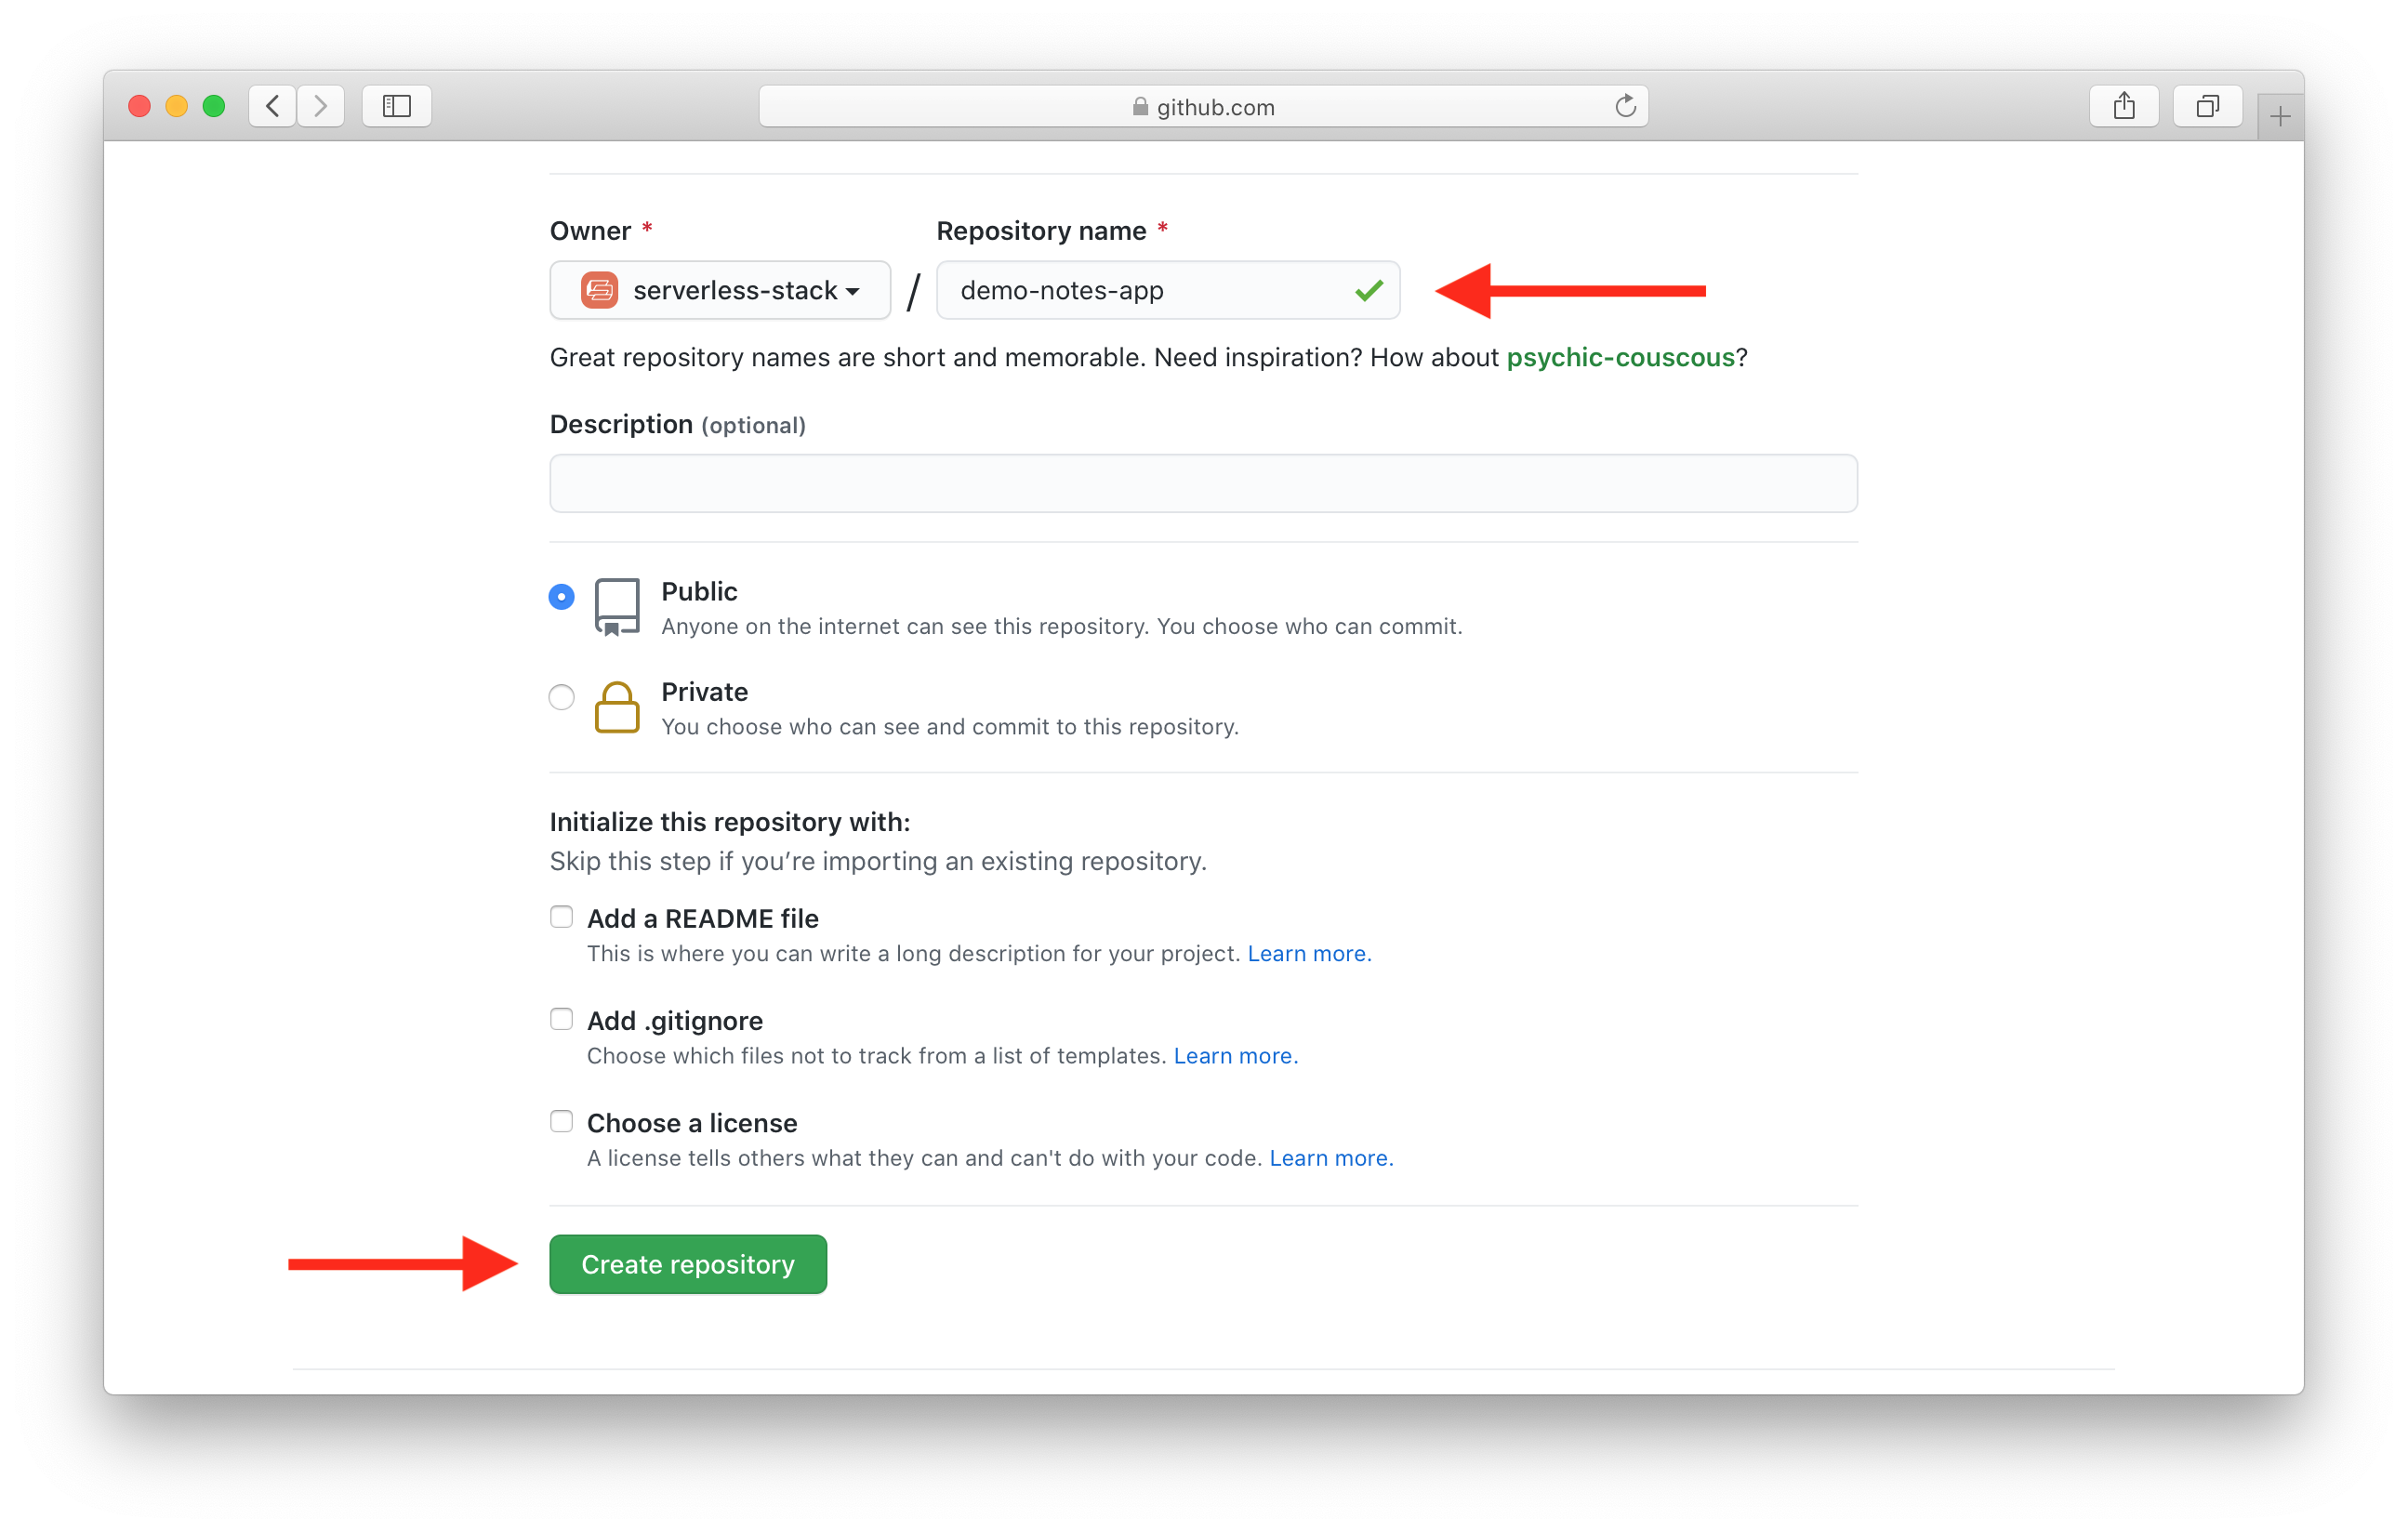 github.com
Owner * Repository name *
serverless-stack / demo-notes-app
Great repository names are short and memorable. Need inspiration? How about psychic-couscous?
Description (optional)
Public
Anyone on the internet can see this repository. You choose who can commit.
Private
You choose who can see and commit to this repository.
Initialize this repository with:
Skip this step if you’re importing an existing repository.
Add a README file
This is where you can write a long description for your project. Learn more.
Add .gitignore
Choose which files not to track from a list of templates. Learn more.
Choose a license
A license tells others what they can and can't do with your code. Learn more.
Create repository